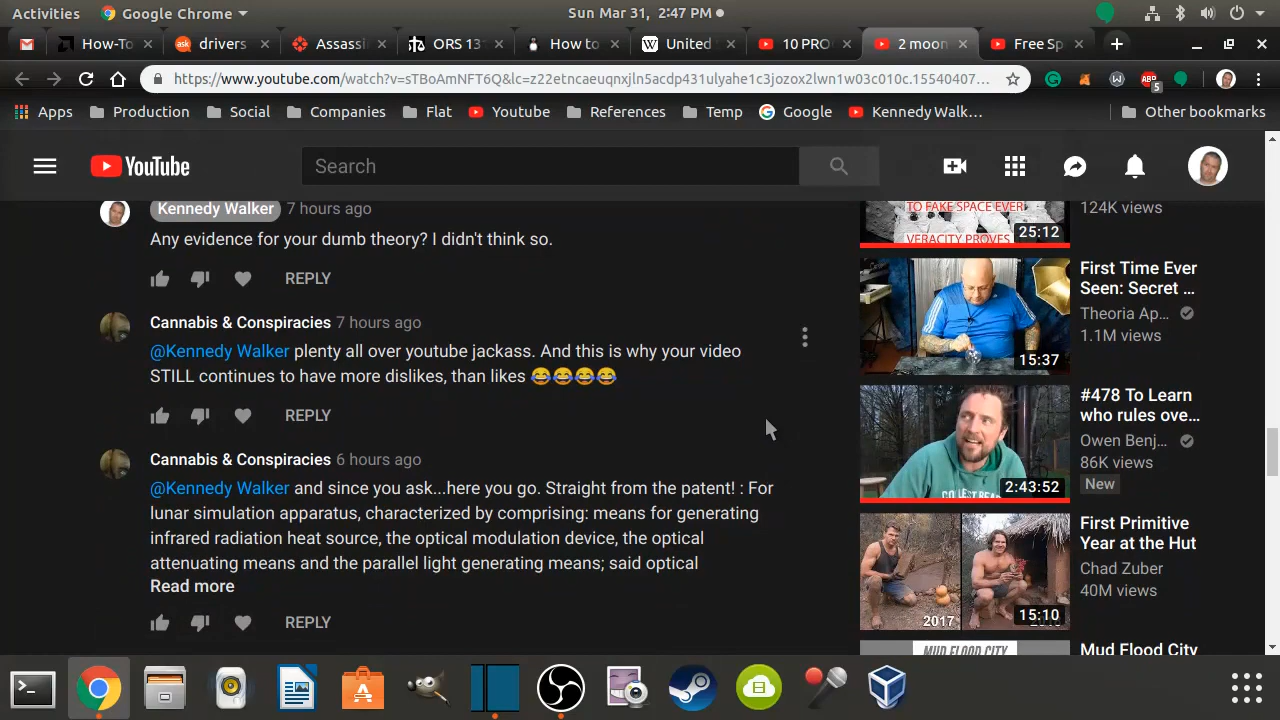 Activities
Google Chrome
Sun Mar 31, 2:47 PM
How-To
ask
drivers
Assassi
ORS 13
How to
W
United
10 PRO
2 moon
Free Sp
https://www.youtube.com/watch?v=sTBoAmNFT6Q&lc=z22etncaeuqnxjln5acdp431ulyahe1c3jozox2lwn1w03c010c.15540407...
ABP
5
Apps
Production
Social
Companies
Flat
Youtube
References
Temp
Google
Kennedy Walk...
Other bookmarks
YouTube
Search
Kennedy Walker 7 hours ago
Any evidence for your dumb theory? I didn't think so.
REPLY
Cannabis & Conspiracies 7 hours ago
@Kennedy Walker plenty all over youtube jackass. And this is why your video
STILL continues to have more dislikes, than likes 😂😂😂😂
REPLY
Cannabis & Conspiracies 6 hours ago
@Kennedy Walker and since you ask...here you go. Straight from the patent! : For
lunar simulation apparatus, characterized by comprising: means for generating
infrared radiation heat source, the optical modulation device, the optical
attenuating means and the parallel light generating means; said optical
Read more
REPLY
TO FAKE SPACE EVER
VERACITY PROVES
25:12
124K views
15:37
First Time Ever
Seen: Secret ...
Theoria Ap...
1.1M views
2:43:52
#478 To Learn
who rules ove...
Owen Benj...
86K views
New
2017
15:10
First Primitive
Year at the Hut
Chad Zuber
40M views
MUD FLOOD CITY
Mud Flood City